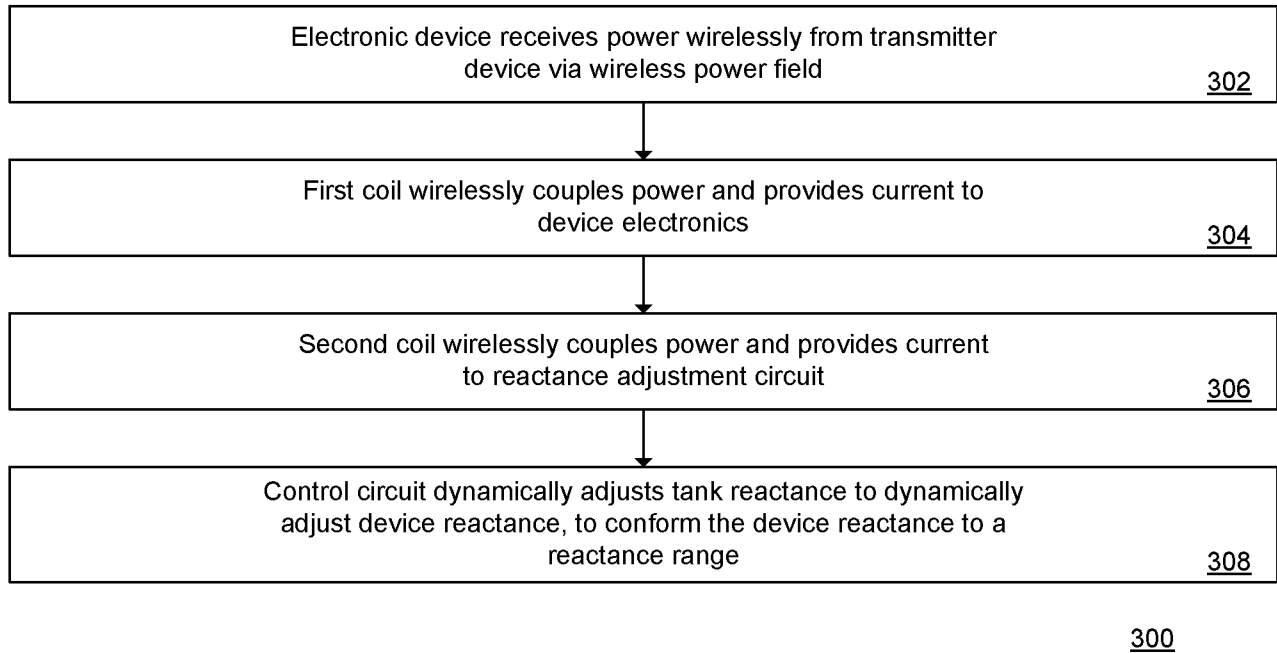 Electronic device receives power wirelessly from transmitter
device via wireless power field
302
First coil wirelessly couples power and provides current to
device electronics
304
Second coil wirelessly couples power and provides current
to reactance adjustment circuit
306
Control circuit dynamically adjusts tank reactance to dynamically
adjust device reactance, to conform the device reactance to a
reactance range
308
300